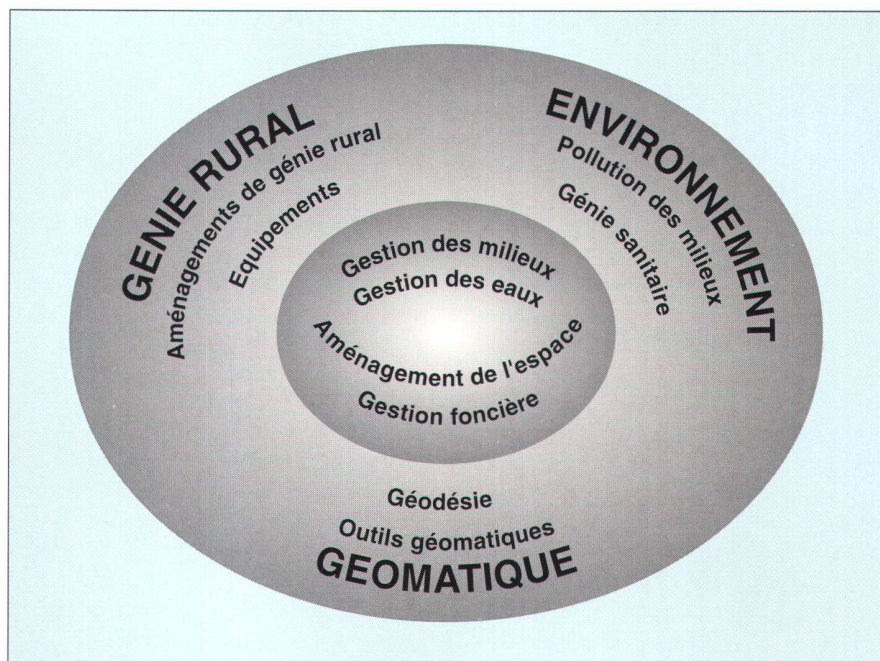 GENIE RURAL
Aménagements de génie rural
Equipements
ENVIRONNEMENT
Pollution des milieux
Génie sanitaire
Gestion des milieux
Gestion des eaux
Aménagement de l'espace
Gestion foncière
Géodésie
Outils géomatiques
GEOMATIQUE